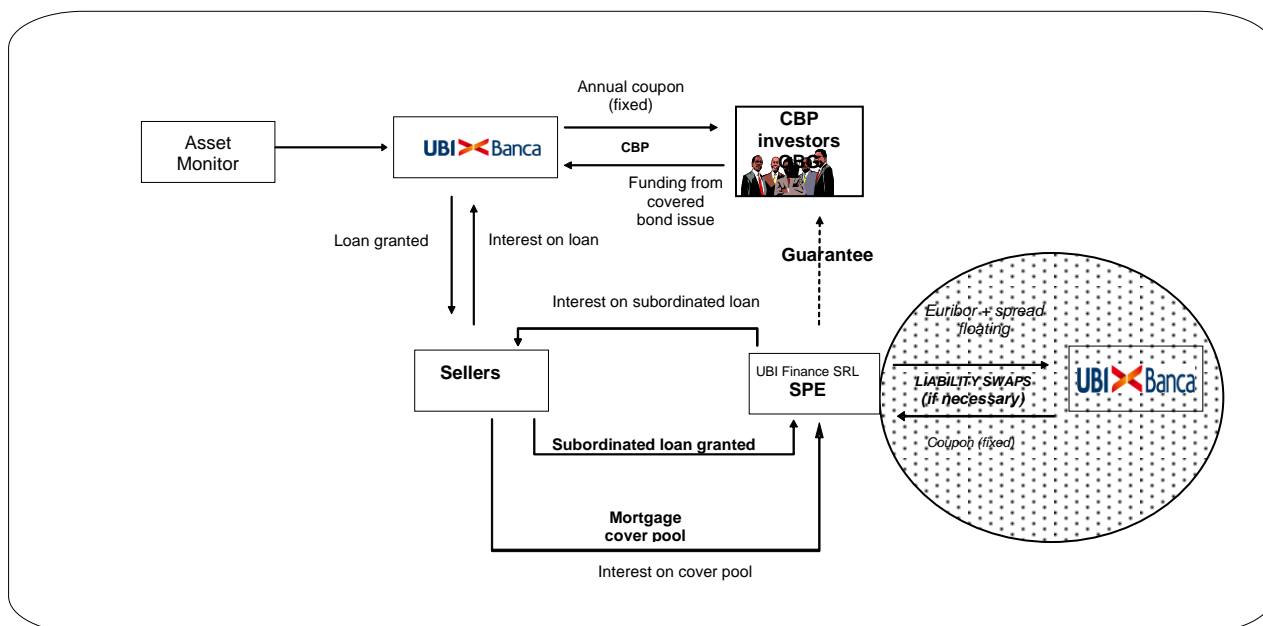 Annual coupon
(fixed)
Asset
Monitor
UBI Banca
CBP
CBP
investors
OBG
Funding from
covered
bond issue
Loan granted
Interest on loan
Guarantee
Interest on subordinated loan
Euribor + spread
floating
Sellers
UBI Finance SRL
SPE
LIABILITY SWAPS
(if necessary)
UBI Banca
Coupon (fixed)
Subordinated loan granted
Mortgage
cover pool
Interest on cover pool